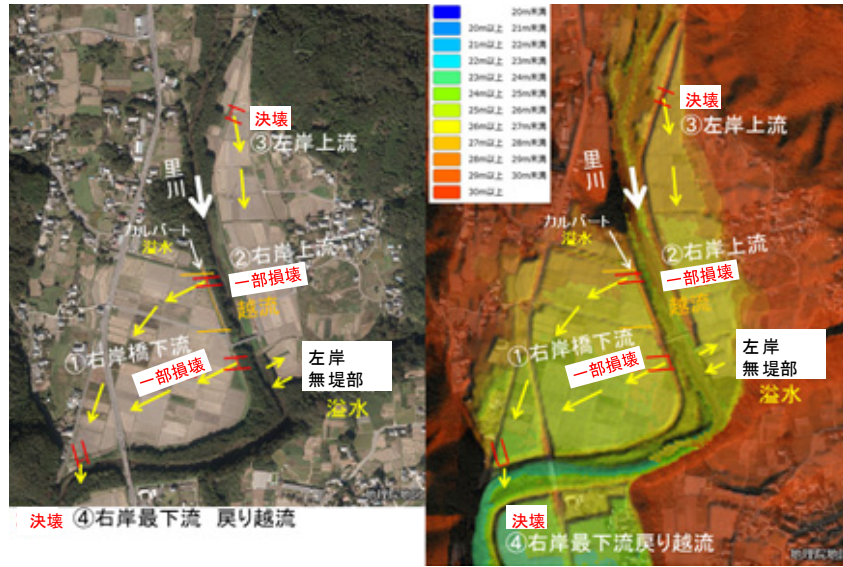 決壊
③左岸上流
里川
カルバート
溢水
②右岸上流
一部損壊
越流
①右岸橋下流
一部損壊
左岸
無堤部
溢水
決壊 ④右岸最下流 戻り越流
20m未満
20m以上 21m未満
21m以上 22m未満
22m以上 23m未満
23m以上 24m未満
24m以上 25m未満
25m以上 26m未満
26m以上 27m未満
27m以上 28m未満
28m以上 29m未満
29m以上 30m未満
30m以上
決壊
③左岸上流
里川
カルバート
溢水
②右岸上流
一部損壊
越流
①右岸橋下流
一部損壊
左岸
無堤部
溢水
決壊
④右岸最下流戻り越流